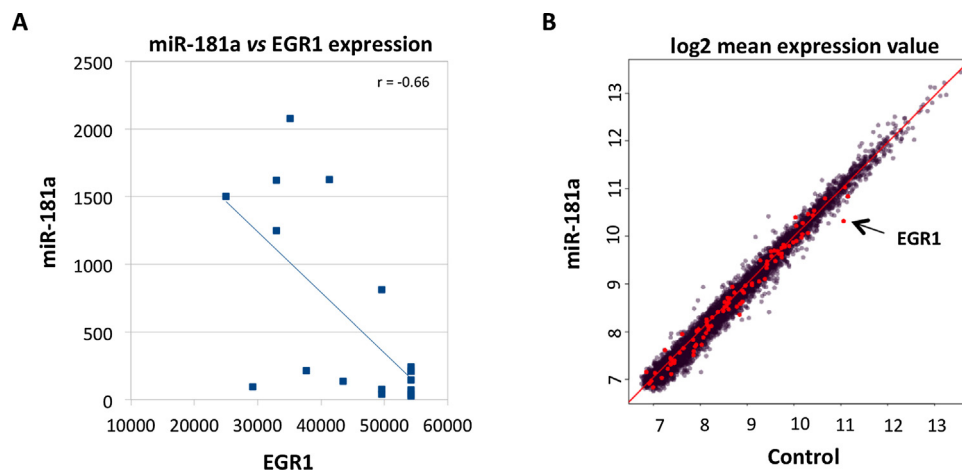 A
miR-181a vs EGR1 expression
r = -0.66
2500
2000
1500
1000
500
0
miR-181a
10000 20000 30000 40000 50000 60000
EGR1
B
log2 mean expression value
13
12
11
10
9
8
7
miR-181a
EGR1
7 8 9 10 11 12 13
Control